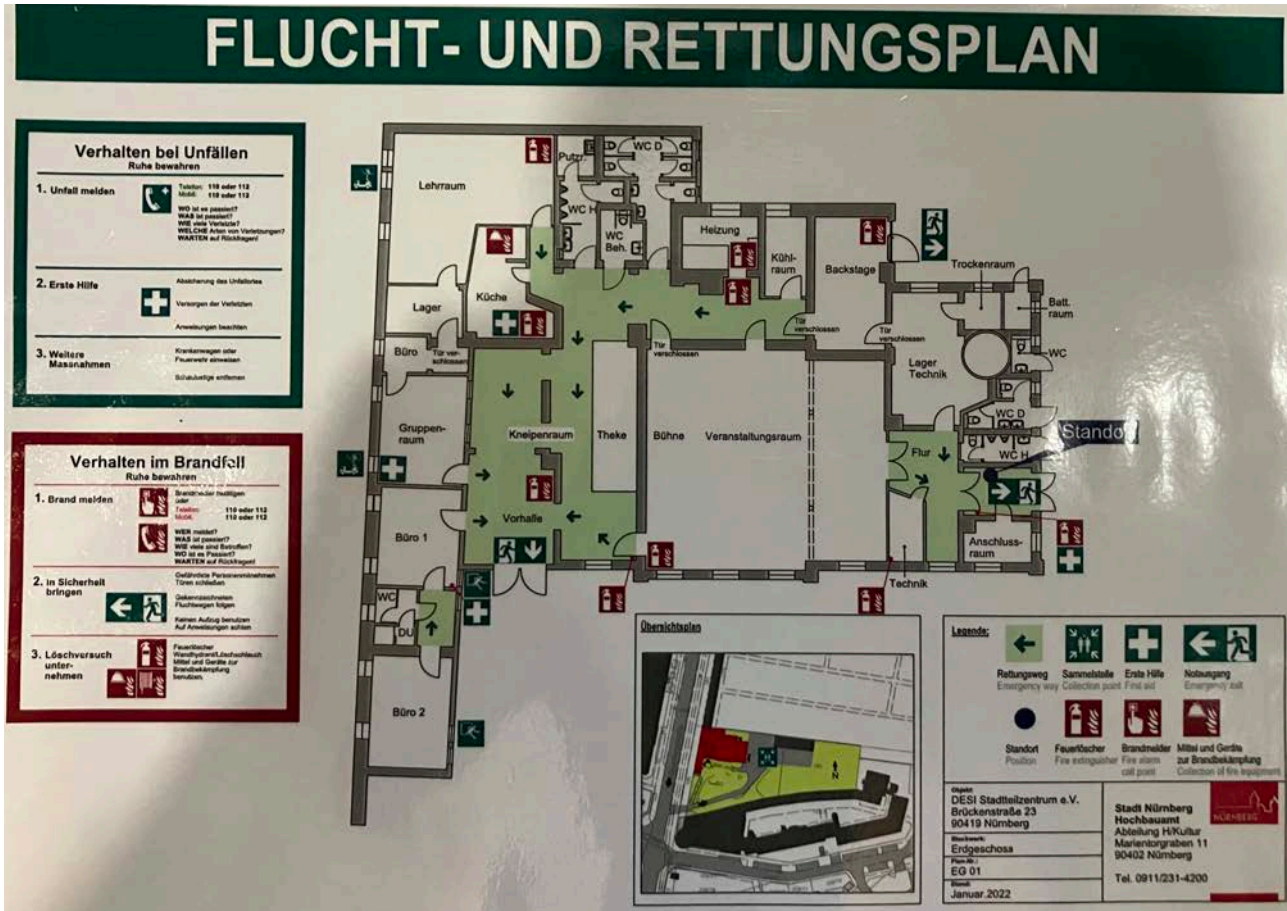 FLUCHT- UND RETTUNGSPLAN
Verhalten bei Unfällen
Ruhe bewahren
1. Unfall melden
Telefon: 110 oder 112
Mobil: 110 oder 112
WO ist es passiert?
WAS ist passiert?
WIE viele Verletzte?
WELCHE Arten von Verletzungen?
WARTEN auf Rückfragen!
2. Erste Hilfe
Absicherung des Unfallortes
Versorgen der Verletzten
Anweisungen beachten
3. Weitere
Massnahmen
Krankenwagen oder
Feuerwehr einweisen
Schaulustige entfernen
Verhalten im Brandfall
Ruhe bewahren
1. Brand melden
Brandmelder betätigen
oder
Telefon: 110 oder 112
Mobil: 110 oder 112
WER meldet?
WAS ist passiert?
WIE viele sind Betroffen?
WO ist es Passiert?
WARTEN auf Rückfragen!
2. in Sicherheit
bringen
Gefährdete Personen mitnehmen
Türen schließen
Gekennzeichneten
Fluchtwegen folgen
Keinen Aufzug benutzen
Auf Anweisungen achten
3. Löschversuch
unter-
nehmen
Feuerlöscher
Wandhydrant/Löschschlauch
Mittel und Geräte zur
Brandbekämpfung
benutzen.
Lehrraum
Putzr.
WC D
WC H
WC
Beh.
Heizung
Kühl-
raum
Backstage
Trockenraum
Batt.
raum
Lager
Küche
Büro
Tür ver-
schlossen
Tür
verschlossen
Tür
verschlossen
Tür
verschlossen
Lager
Technik
WC
WC D
WC H
Standort
Gruppen-
raum
Kneipenraum
Theke
Bühne
Veranstaltungsraum
Flur
Büro 1
Vorhalle
Anschluss-
raum
Technik
WC
DU
Büro 2
Übersichtsplan
N
Legende:
Rettungsweg
Emergency way
Sammelstelle
Collection point
Erste Hilfe
First aid
Notausgang
Emergency exit
Standort
Position
Feuerlöscher
Fire extinguisher
Brandmelder
Fire alarm
call point
Mittel und Geräte
zur Brandbekämpfung
Collection of fire equipment
Objekt:
DESI Stadtteilzentrum e.V.
Brückenstraße 23
90419 Nürnberg
Stockwerk:
Erdgeschoss
Plan-Nr.:
EG 01
Stand:
Januar 2022
Stadt Nürnberg
Hochbauamt
Abteilung H/Kultur
Marientorgraben 11
90402 Nürnberg
Tel. 0911/231-4200
NÜRNBERG